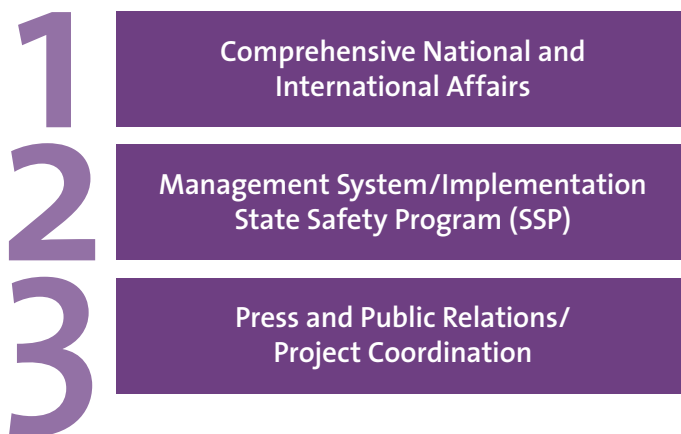 1
Comprehensive National and
International Affairs
2
Management System/Implementation
State Safety Program (SSP)
3
Press and Public Relations/
Project Coordination